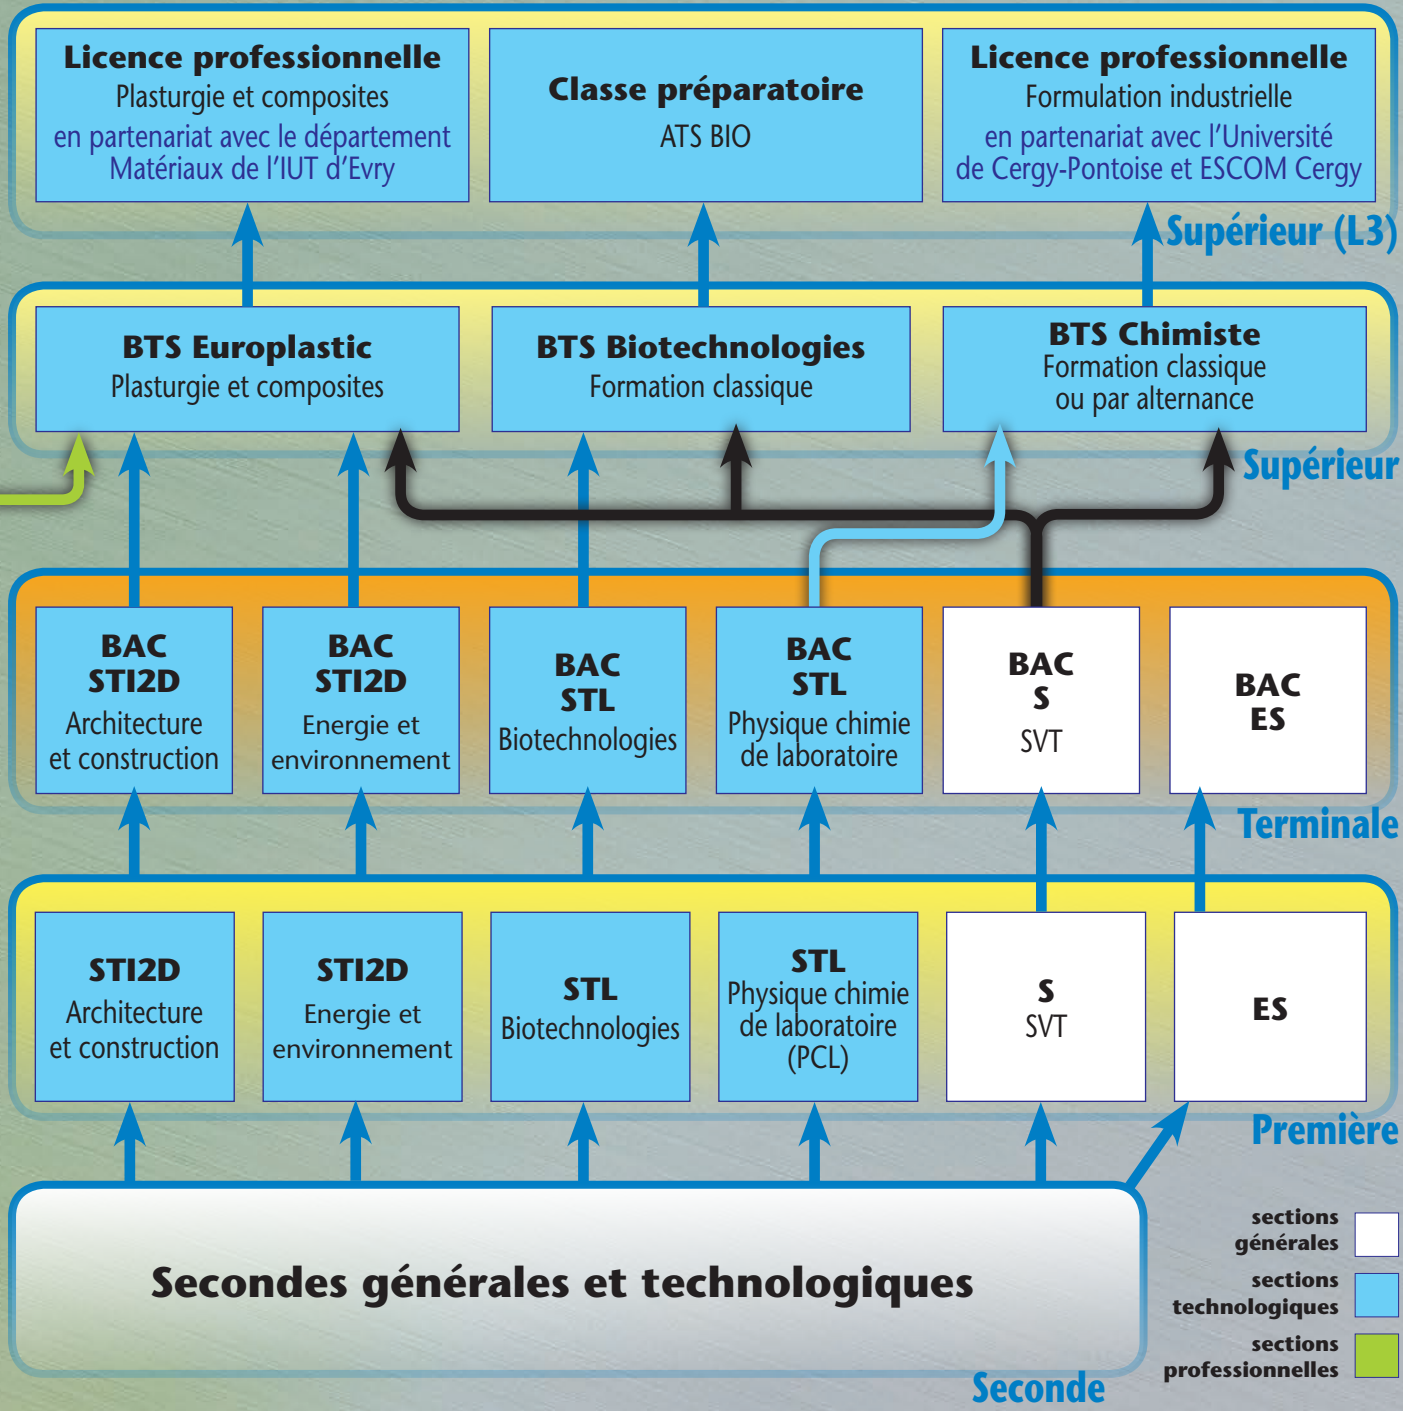 Licence professionnelle
Plasturgie et composites
en partenariat avec le département
Matériaux de l’IUT d’Evry
Classe préparatoire
ATS BIO
Licence professionnelle
Formulation industrielle
en partenariat avec l’Université
de Cergy-Pontoise et ESCOM Cergy
Supérieur (L3)
BTS Europlastic
Plasturgie et composites
BTS Biotechnologies
Formation classique
BTS Chimiste
Formation classique
ou par alternance
Supérieur
BAC
STI2D
Architecture
et construction
BAC
STI2D
Energie et
environnement
BAC
STL
Biotechnologies
BAC
STL
Physique chimie
de laboratoire
BAC
S
SVT
BAC
ES
Terminale
STI2D
Architecture
et construction
STI2D
Energie et
environnement
STL
Biotechnologies
STL
Physique chimie
de laboratoire
(PCL)
S
SVT
ES
Première
Secondes générales et technologiques
Seconde
sections
générales
sections
technologiques
sections
professionnelles